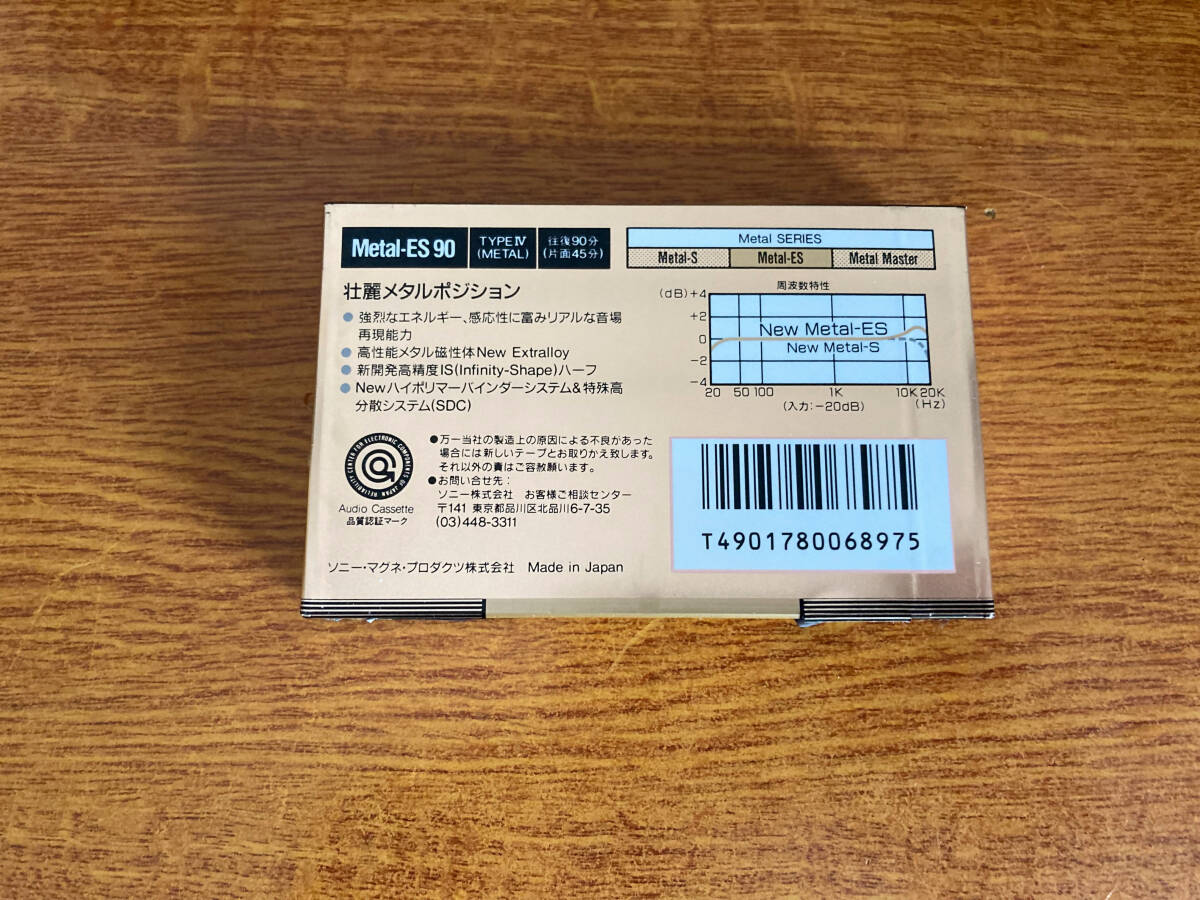 Metal-ES 90
TYPE IV
(METAL)
往復90分
(片面45分)
Metal SERIES
Metal-S
Metal-ES
Metal Master
壮麗メタルポジション
●強烈なエネルギー、感応性に富みリアルな音場
再現能力
●高性能メタル磁性体New Extralloy
●新開発高精度IS(Infinity-Shape)ハーフ
●Newハイポリマーバインダーシステム&特殊高
分散システム(SDC)
周波数特性
(dB) +4
+2
0
−2
−4
New Metal-ES
New Metal-S
20 50 100 1K 10K 20K
(入力:−20dB) (Hz)
RELIABILITY CENTER FOR ELECTRONIC COMPONENTS OF JAPAN
Audio Cassette
品質認証マーク
●万一当社の製造上の原因による不良があった
場合には新しいテープとお取りかえ致します。
それ以外の責はご容赦願います。
●お問い合せ先:
ソニー株式会社 お客様ご相談センター
〒141 東京都品川区北品川6-7-35
(03)448-3311
T4901780068975
ソニー・マグネ・プロダクツ株式会社 Made in Japan